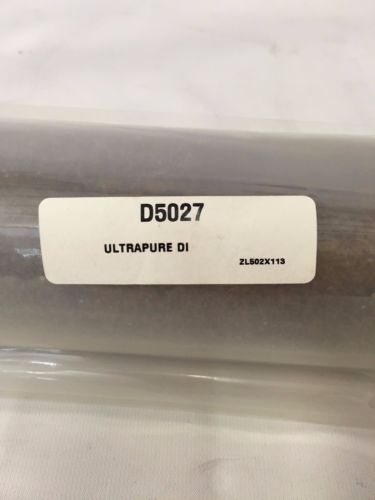 D5027
ULTRAPURE DI
ZL502X113